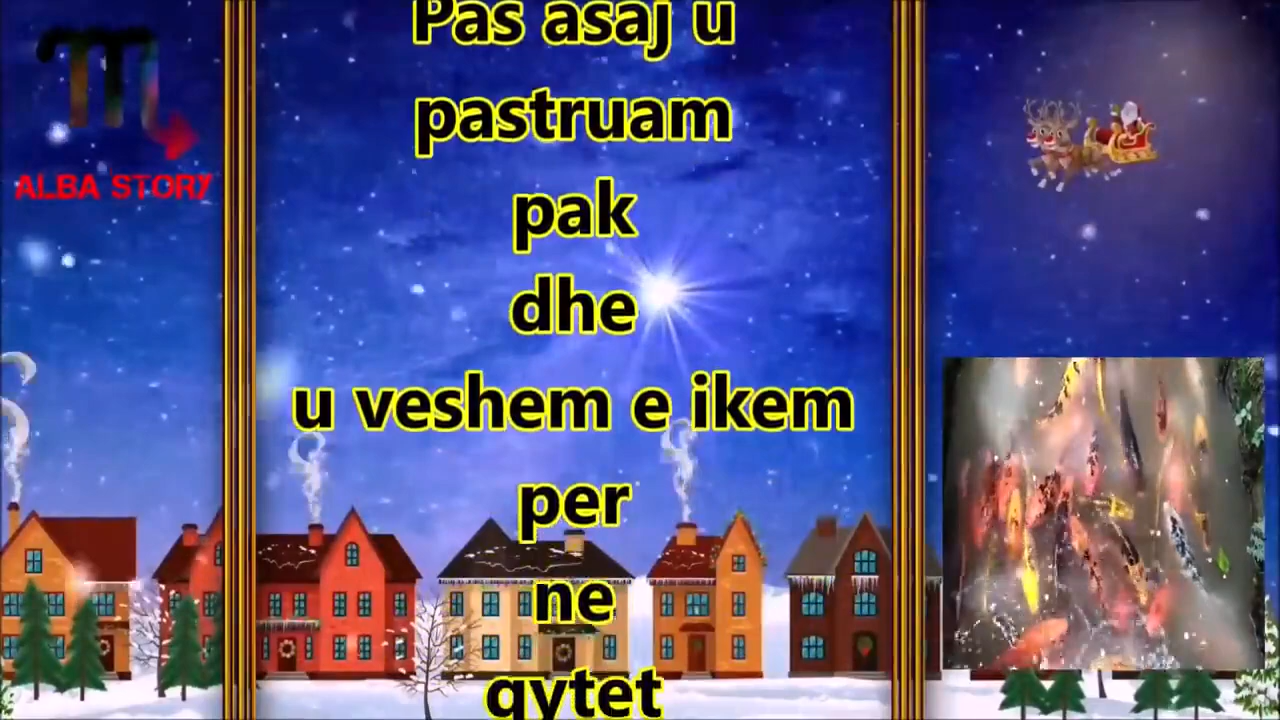 Pas asaj u
pastruam
pak
dhe
u veshem e ikem
per
ne
qytet
ALBA STORY